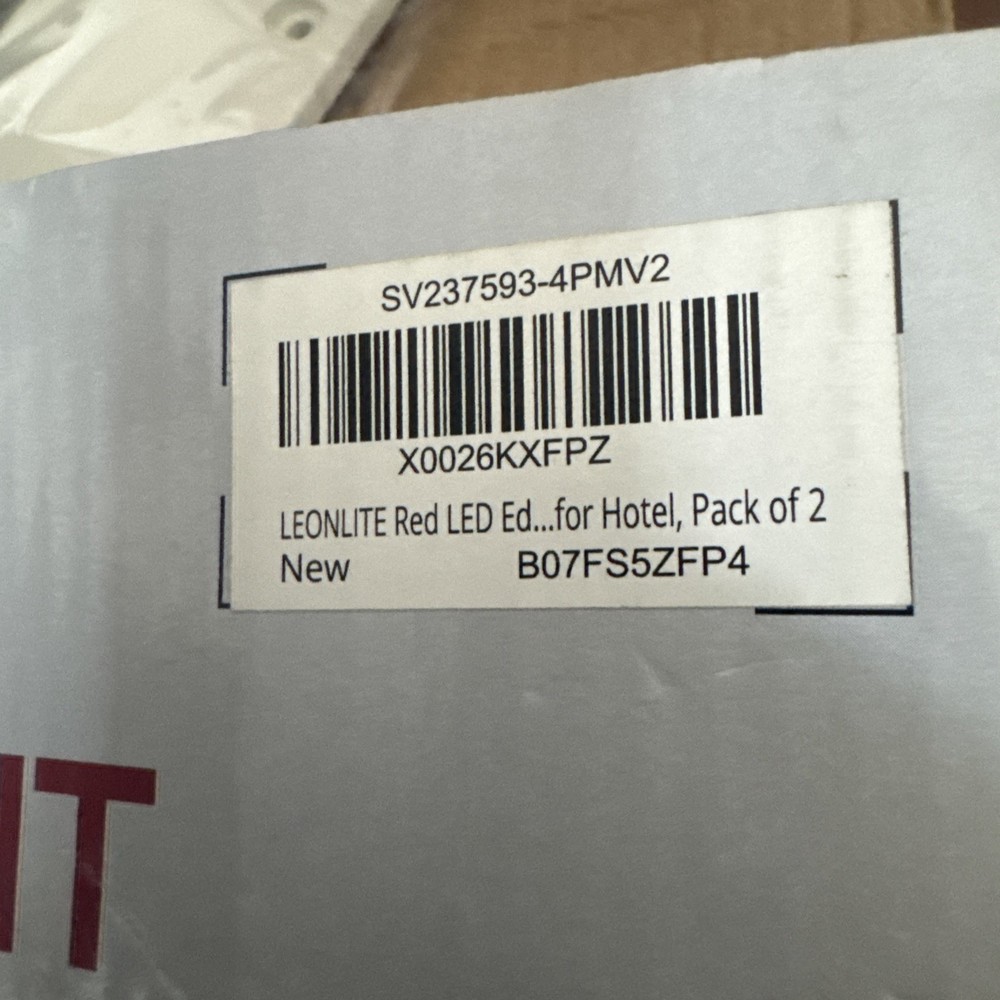 SV237593-4PMV2
X0026KXFPZ
LEONLITE Red LED Ed...for Hotel, Pack of 2
New B07FS5ZFP4
IT